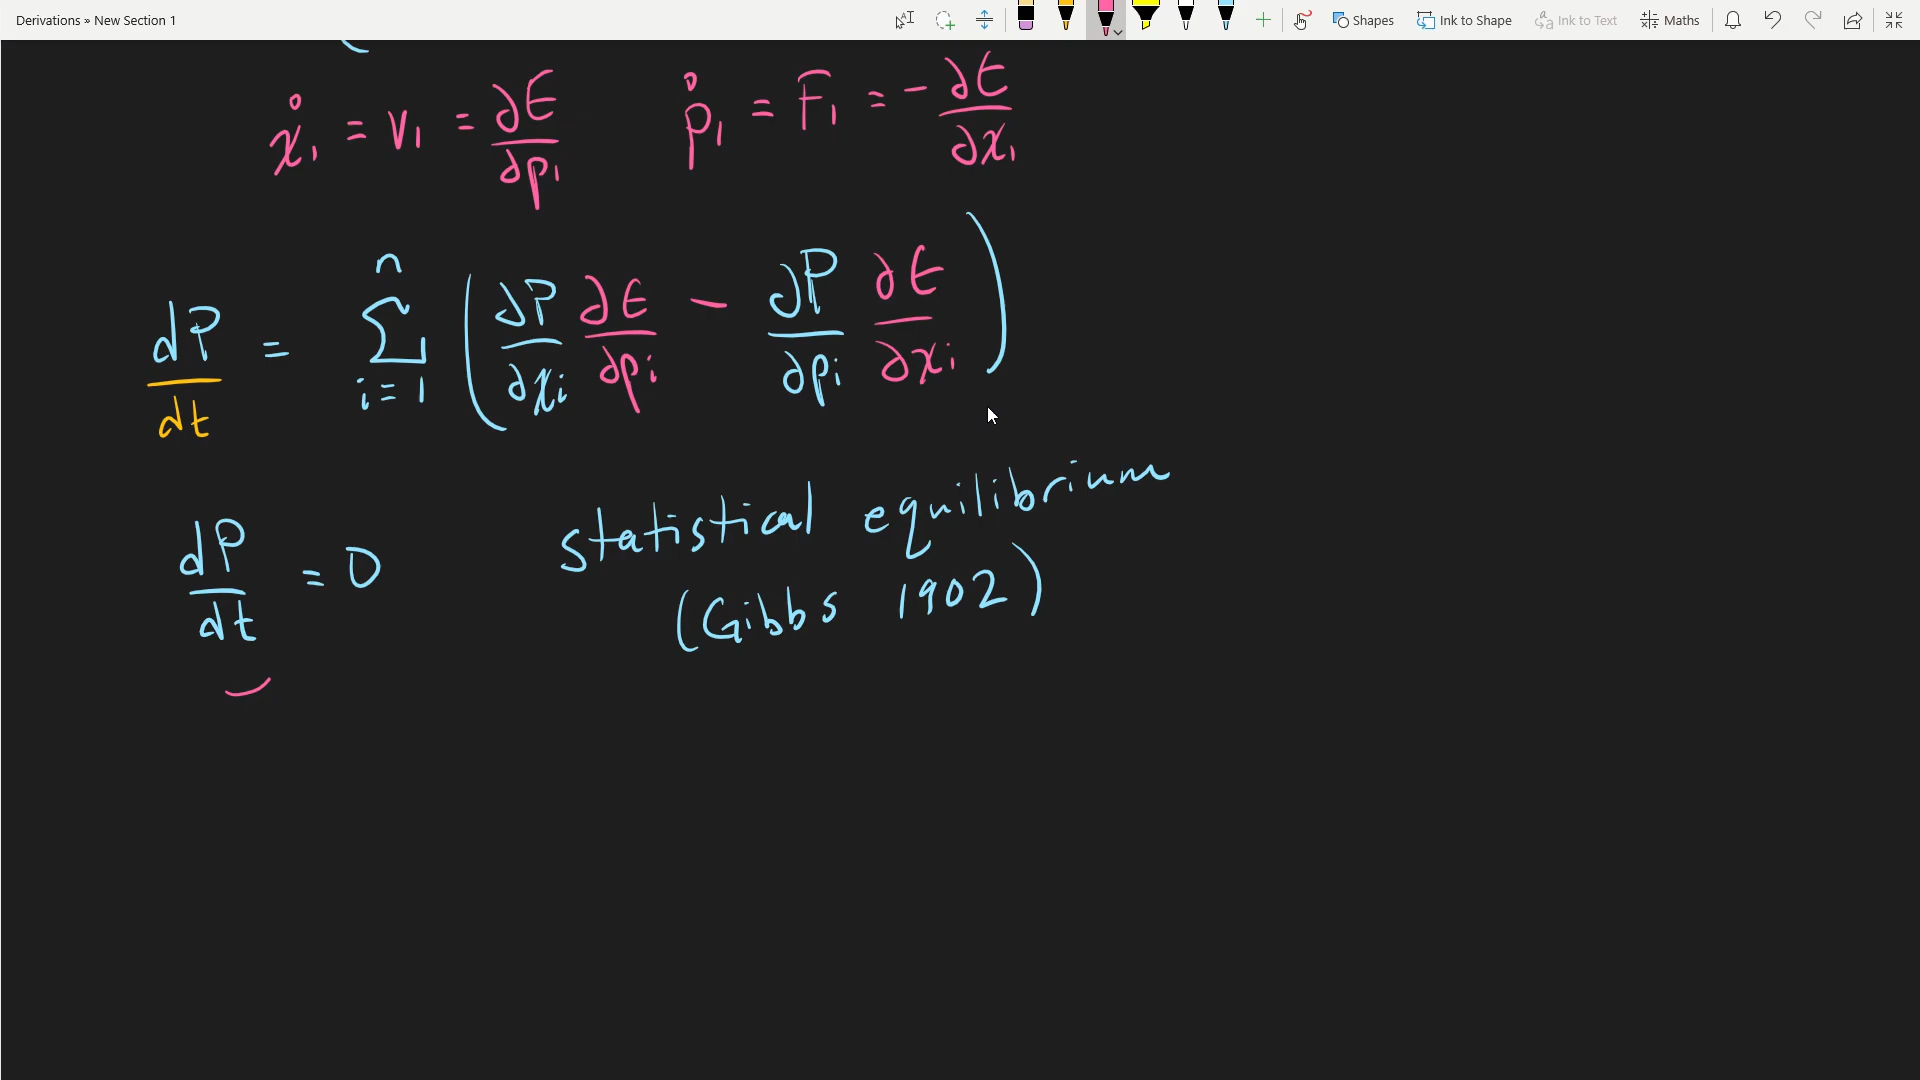 Derivations » New Section 1
Shapes Ink to Shape Ink to Text Maths
ẋ₁ = v₁ = ∂E/∂p₁ ṗ₁ = F₁ = -∂E/∂x₁
dP/dt = ∑ i=1 n (∂P/∂xi ∂E/∂pi - ∂P/∂pi ∂E/∂xi)
dP/dt = 0 statistical equilibrium
(Gibbs 1902)